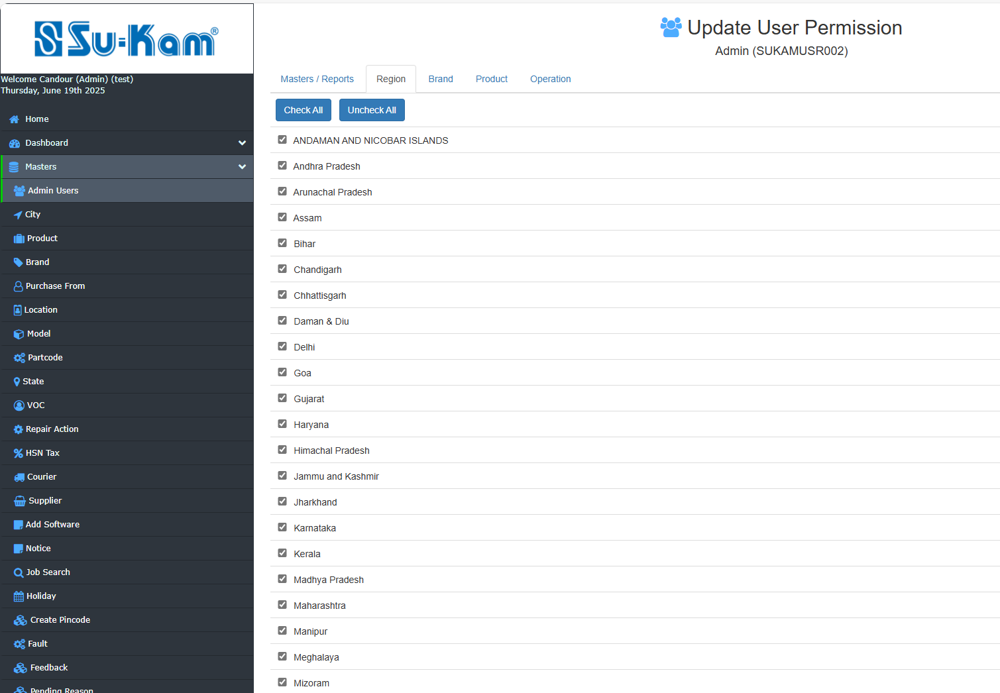 Su-Kam®
Welcome Candour (Admin) (test)
Thursday, June 19th 2025
Home
Dashboard
Masters
Admin Users
City
Product
Brand
Purchase From
Location
Model
Partcode
State
VOC
Repair Action
HSN Tax
Courier
Supplier
Add Software
Notice
Job Search
Holiday
Create Pincode
Fault
Feedback
Pending Reason
Update User Permission
Admin (SUKAMUSR002)
Masters / Reports Region Brand Product Operation
Check All Uncheck All
ANDAMAN AND NICOBAR ISLANDS
Andhra Pradesh
Arunachal Pradesh
Assam
Bihar
Chandigarh
Chhattisgarh
Daman & Diu
Delhi
Goa
Gujarat
Haryana
Himachal Pradesh
Jammu and Kashmir
Jharkhand
Karnataka
Kerala
Madhya Pradesh
Maharashtra
Manipur
Meghalaya
Mizoram